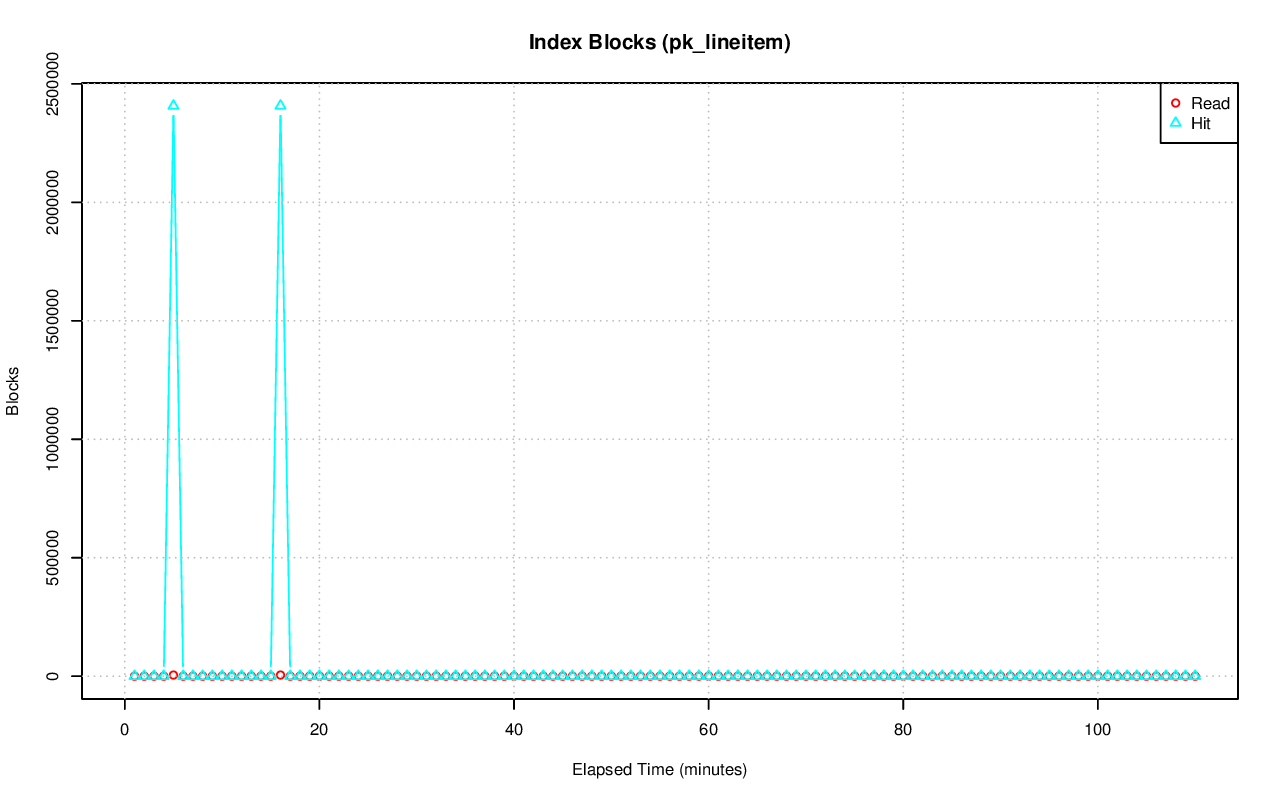 Index Blocks (pk_lineitem)
Read
Hit
2500000
2000000
1500000
1000000
500000
0
Blocks
0 20 40 60 80 100
Elapsed Time (minutes)